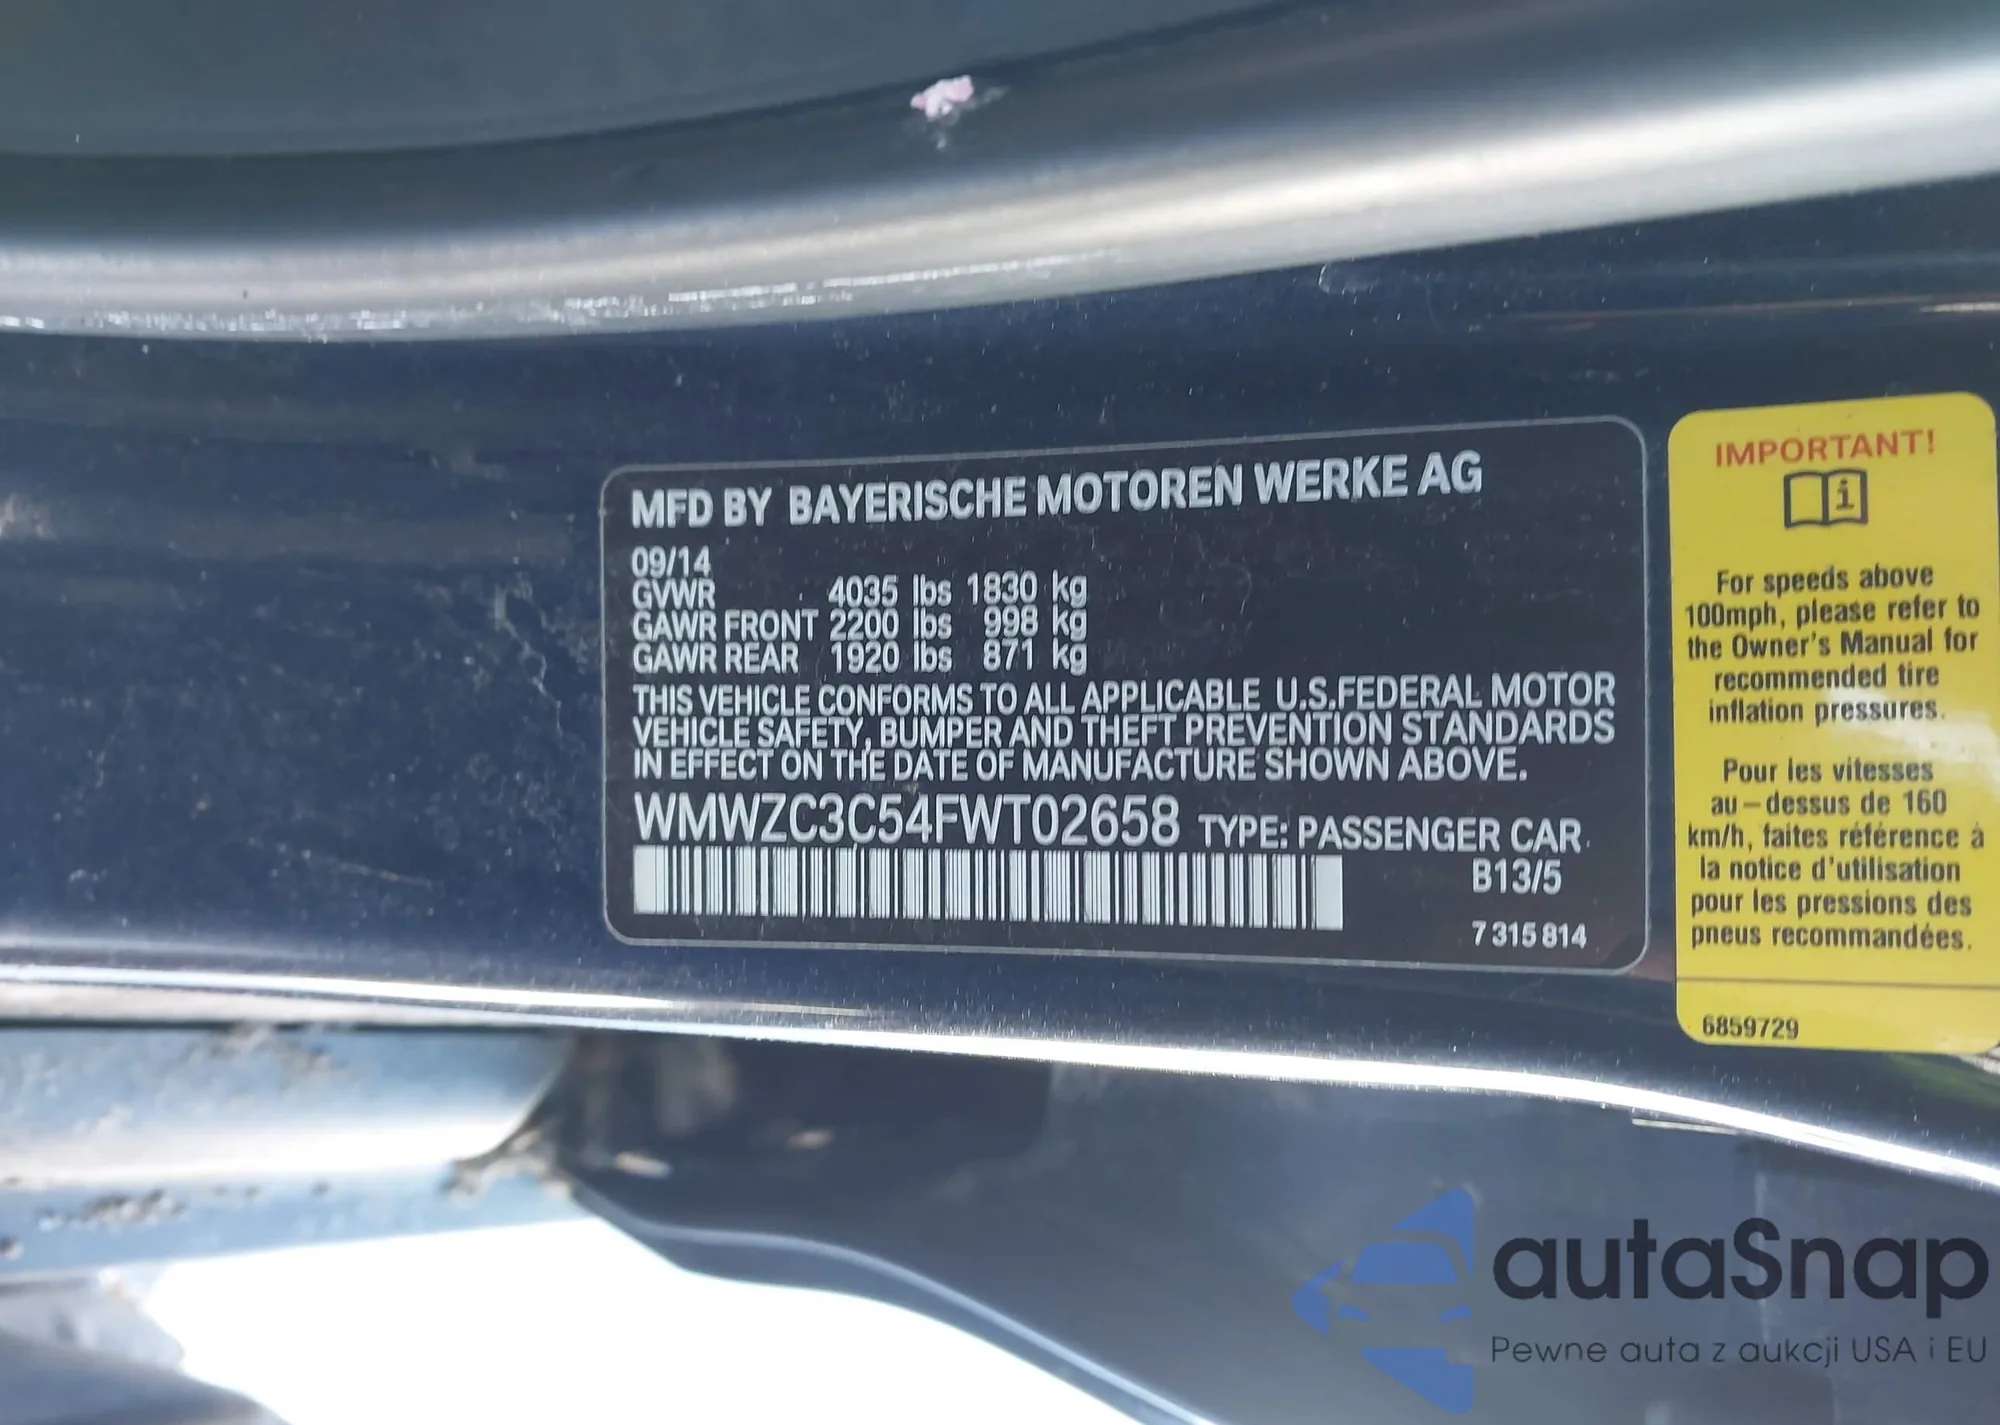 MFD BY BAYERISCHE MOTOREN WERKE AG
09/14
GVWR 4035 lbs 1830 kg
GAWR FRONT 2200 lbs 998 kg
GAWR REAR 1920 lbs 871 kg
THIS VEHICLE CONFORMS TO ALL APPLICABLE U.S.FEDERAL MOTOR
VEHICLE SAFETY, BUMPER AND THEFT PREVENTION STANDARDS
IN EFFECT ON THE DATE OF MANUFACTURE SHOWN ABOVE.
WMWZC3C54FWT02658 TYPE: PASSENGER CAR
B13/5
7 315 814
IMPORTANT!
i
For speeds above
100mph, please refer to
the Owner's Manual for
recommended tire
inflation pressures.
Pour les vitesses
au-dessus de 160
km/h, faites référence à
la notice d'utilisation
pour les pressions des
pneus recommandées.
6859729
autaSnap
Pewne auta z aukcji USA i EU